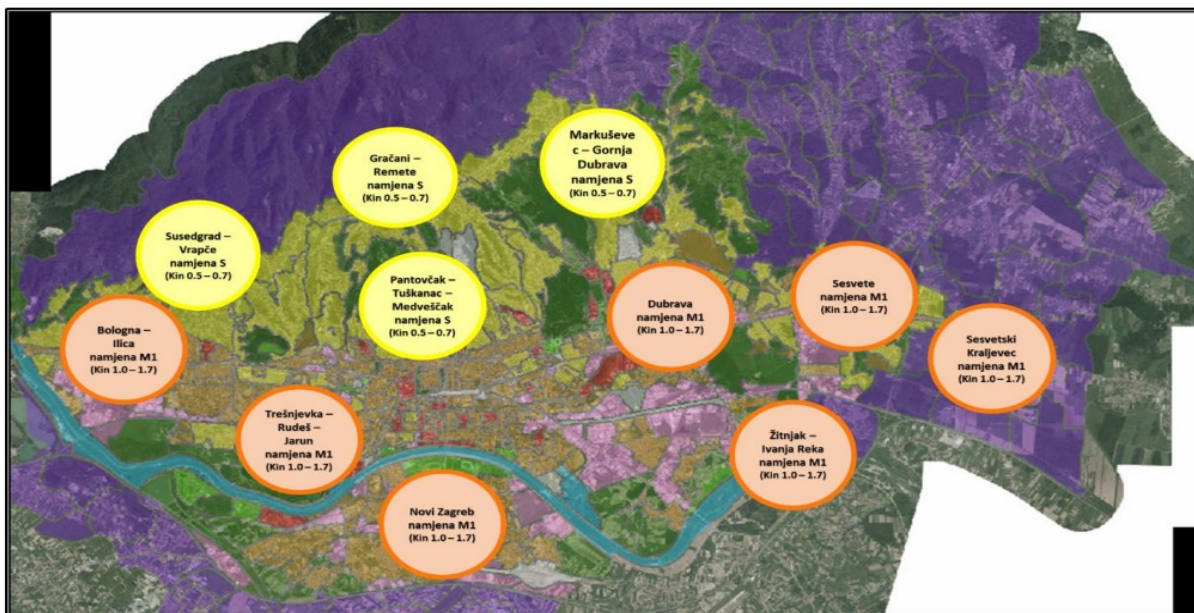 Markuševe
c – Gornja
Dubrava
namjena S
(Kin 0.5 – 0.7)
Gračani –
Remete
namjena S
(Kin 0.5 – 0.7)
Susedgrad –
Vrapče
namjena S
(Kin 0.5 – 0.7)
Pantovčak –
Tuškanac –
Medveščak
namjena S
(Kin 0.5 – 0.7)
Sesvete
namjena M1
(Kin 1.0 – 1.7)
Dubrava
namjena M1
(Kin 1.0 – 1.7)
Bologna –
Ilica
namjena M1
(Kin 1.0 – 1.7)
Sesvetski
Kraljevec
namjena M1
(Kin 1.0 – 1.7)
Trešnjevka –
Rudeš –
Jarun
namjena M1
(Kin 1.0 – 1.7)
Žitnjak –
Ivanja Reka
namjena M1
(Kin 1.0 – 1.7)
Novi Zagreb
namjena M1
(Kin 1.0 – 1.7)